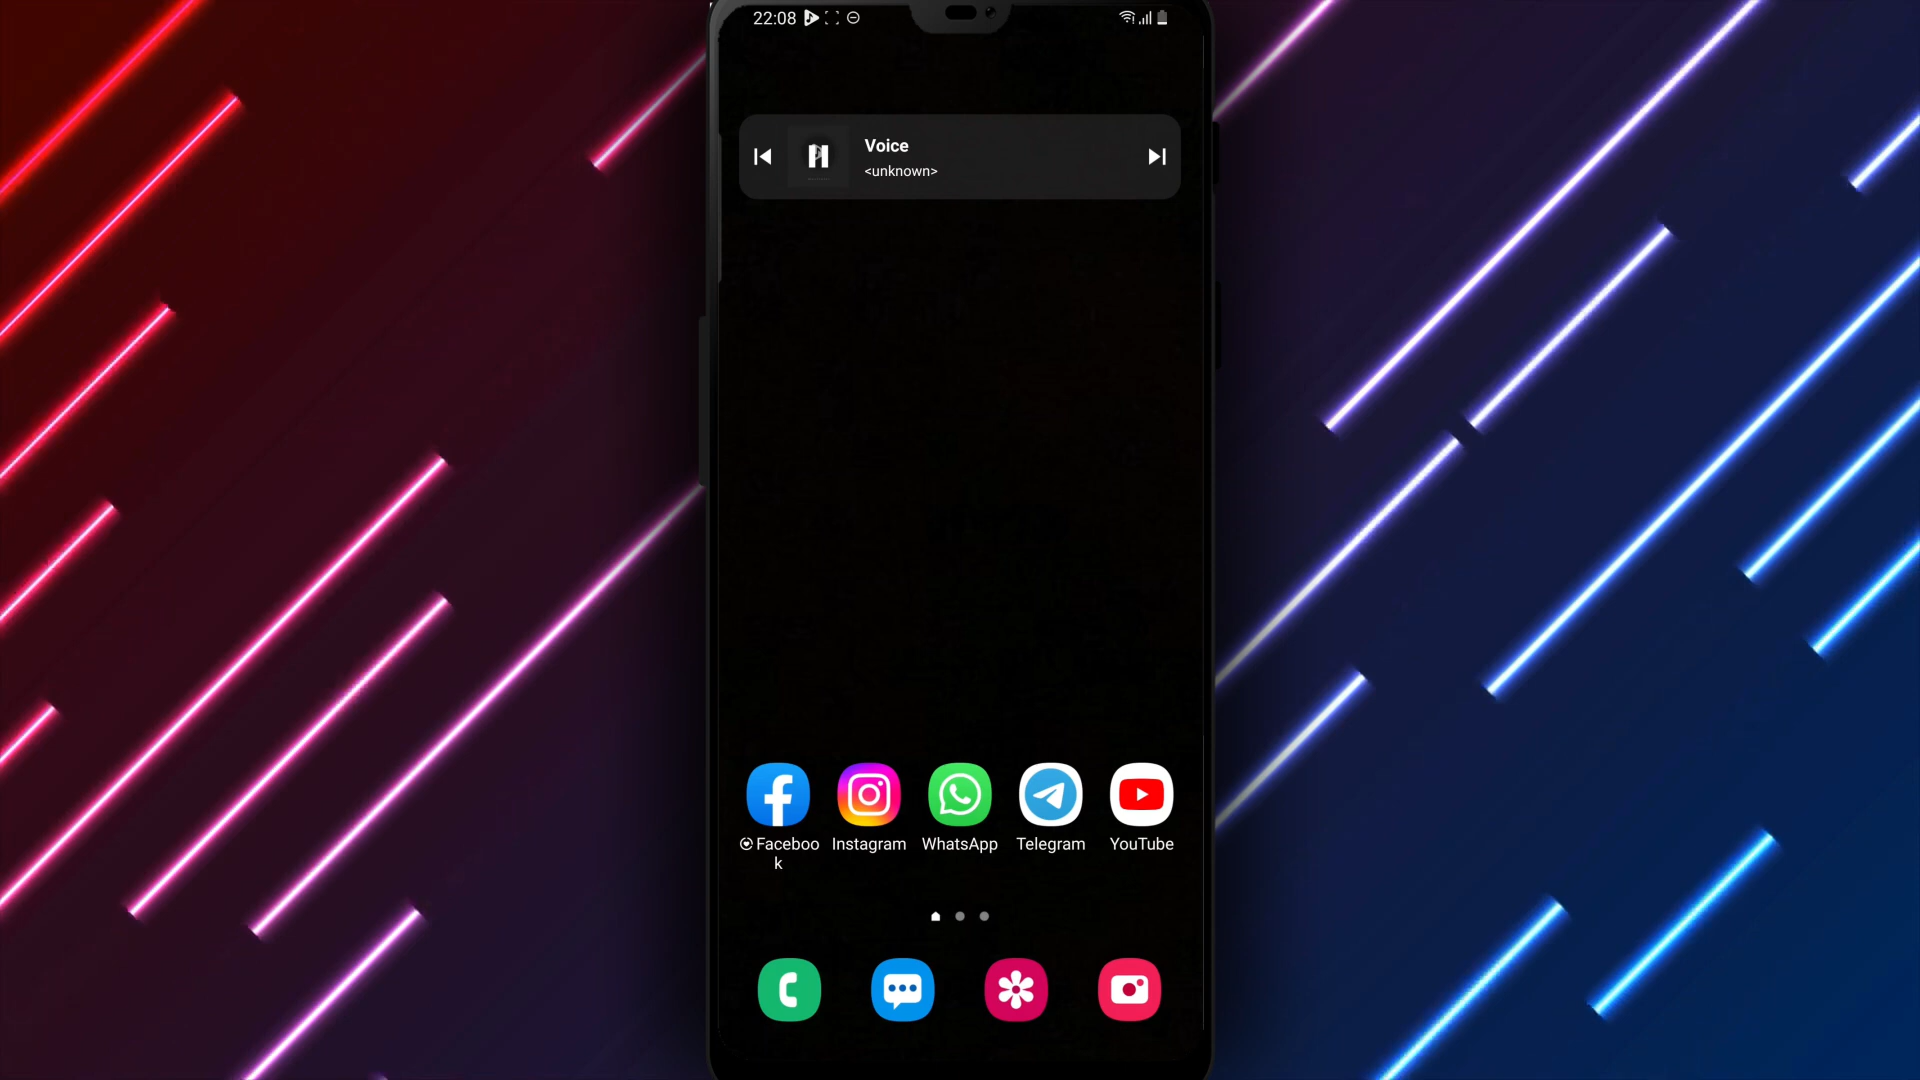 22:08
Voice
<unknown>
Faceboo
k
Instagram
WhatsApp
Telegram
YouTube